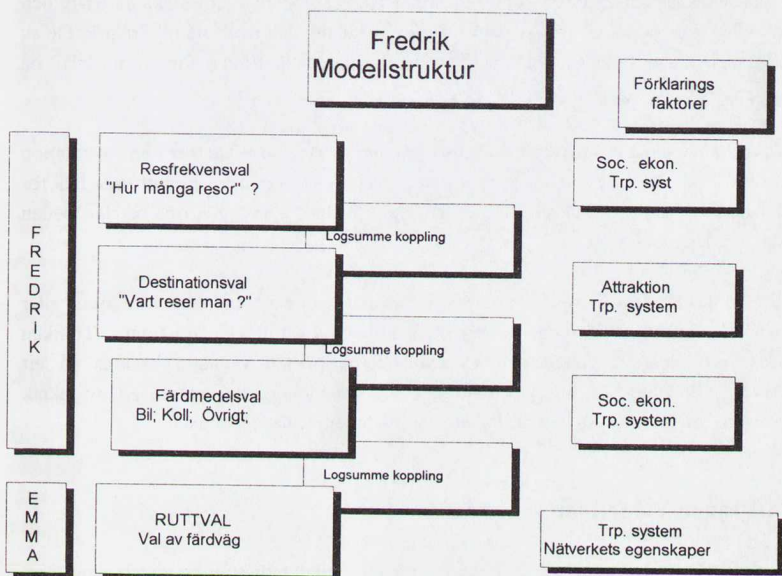 Fredrik
Modellstruktur
Förklarings
faktorer
FREDRIK
Resfrekvensval
"Hur många resor" ?
Soc. ekon.
Trp. syst
Logsumme koppling
Destinationsval
"Vart reser man ?"
Attraktion
Trp. system
Logsumme koppling
Färdmedelsval
Bil; Koll; Övrigt;
Soc. ekon.
Trp. system
Logsumme koppling
EMMA
RUTTVAL
Val av färdväg
Trp. system
Nätverkets egenskaper